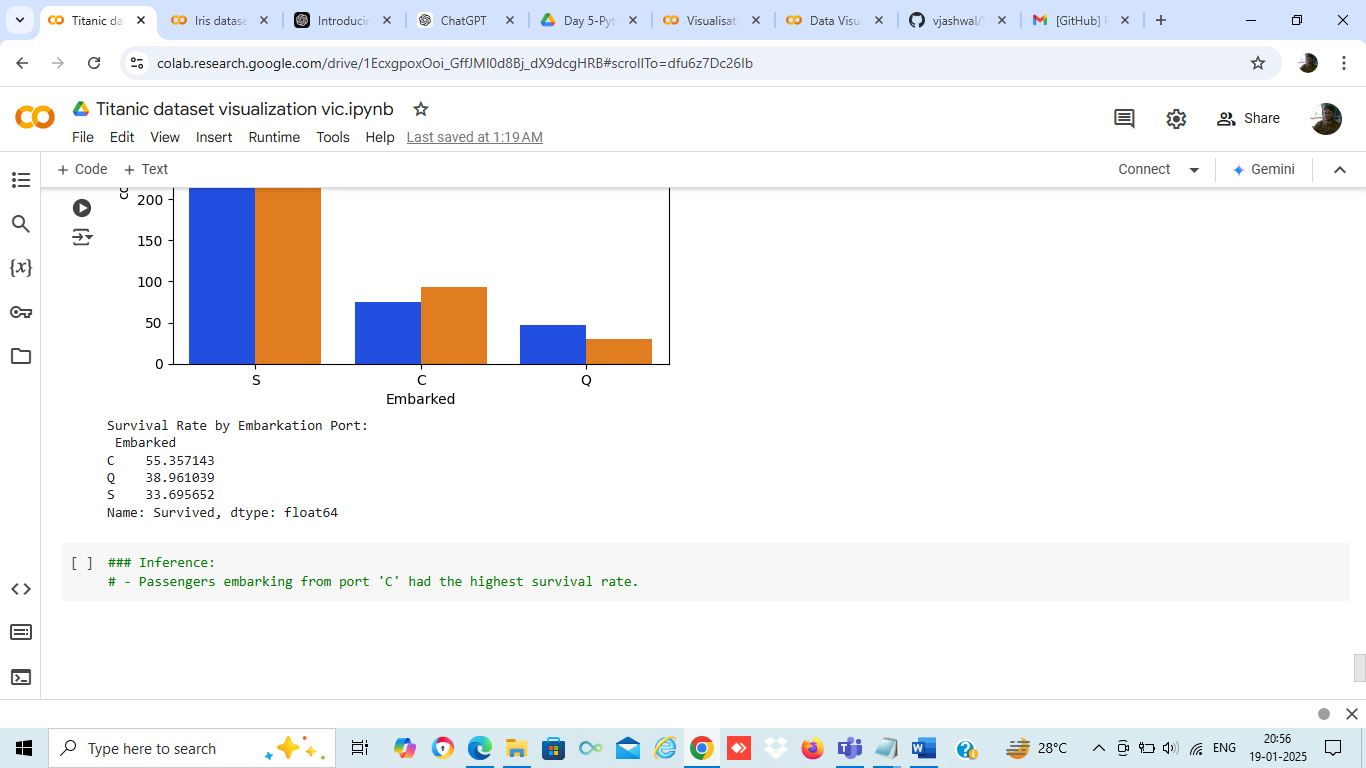 Titanic da
Iris datase
Introducin
ChatGPT
Day 5-Pyt
Visualisat
Data Visu
vjashwal/
[GitHub]
colab.research.google.com/drive/1EcxgpoxOoi_GffJMI0d8Bj_dX9dcgHRB#scrollTo=dfu6z7Dc26Ib
Titanic dataset visualization vic.ipynb
File Edit View Insert Runtime Tools Help Last saved at 1:19 AM
Share
+ Code + Text
Connect
Gemini
200
150
100
50
0
S C Q
Embarked
Survival Rate by Embarkation Port:
Embarked
C 55.357143
Q 38.961039
S 33.695652
Name: Survived, dtype: float64
[ ] ### Inference:
# - Passengers embarking from port 'C' had the highest survival rate.
Type here to search
28°C
ENG
20:56
19-01-2025